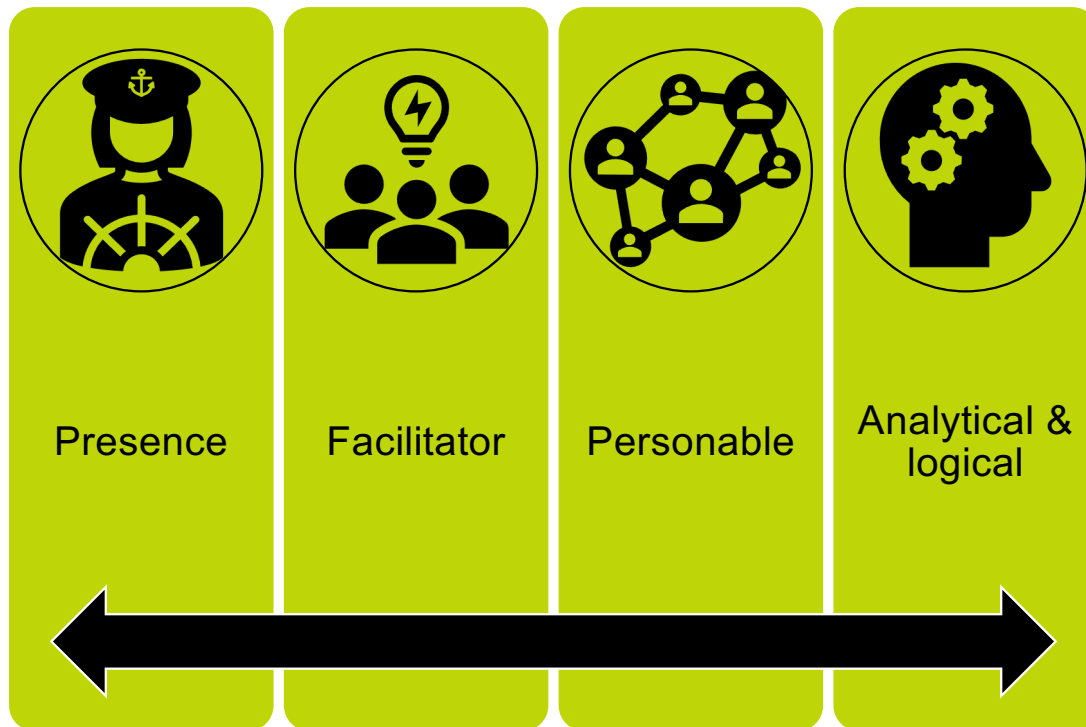 Presence
Facilitator
Personable
Analytical &
logical